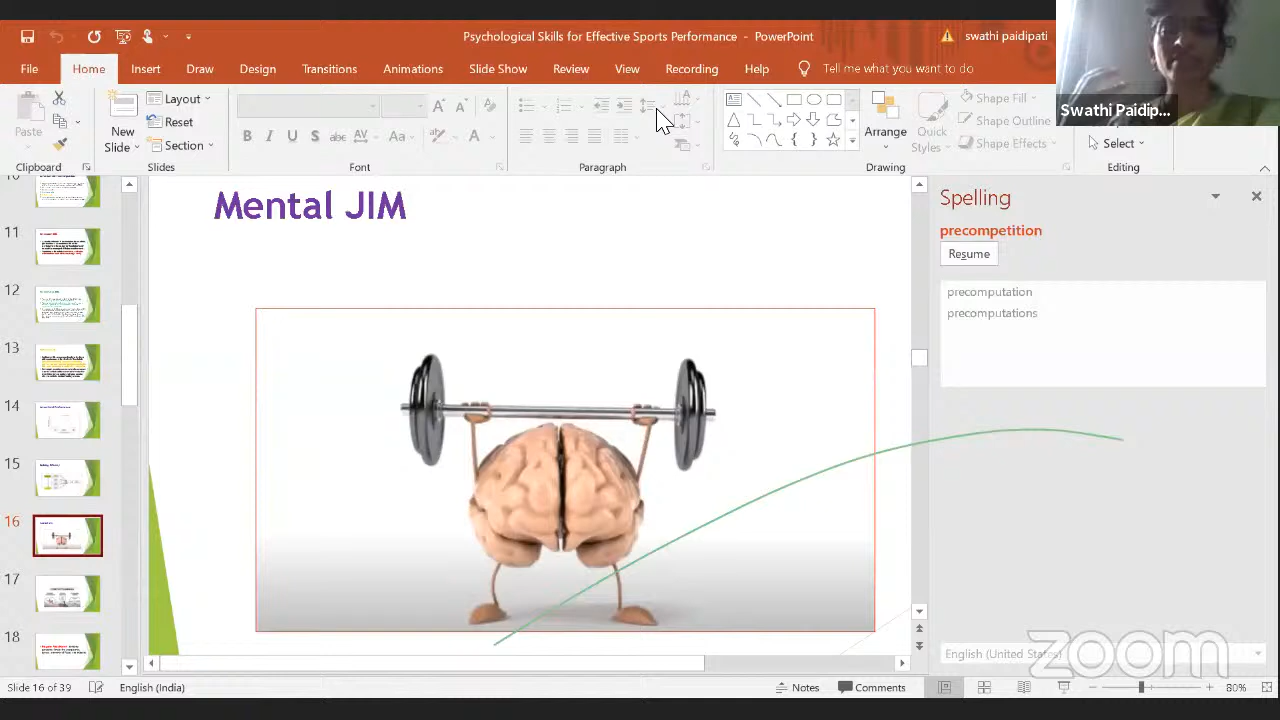 Psychological Skills for Effective Sports Performance - PowerPoint
swathi paidipati
File Home Insert Draw Design Transitions Animations Slide Show Review View Recording Help Tell me what you want to do
Swathi Paidip...
Paste
New Slide
Layout
Reset
Section
Arrange
Quick Styles
Shape Fill
Shape Outline
Shape Effects
Select
Clipboard Slides Font Paragraph Drawing Editing
Mental JIM
Spelling
precompetition
Resume
precomputation
precomputations
11
12
13
14
15
16
17
18
English (United States)
zoom
Slide 16 of 39 English (India) Notes Comments 80%